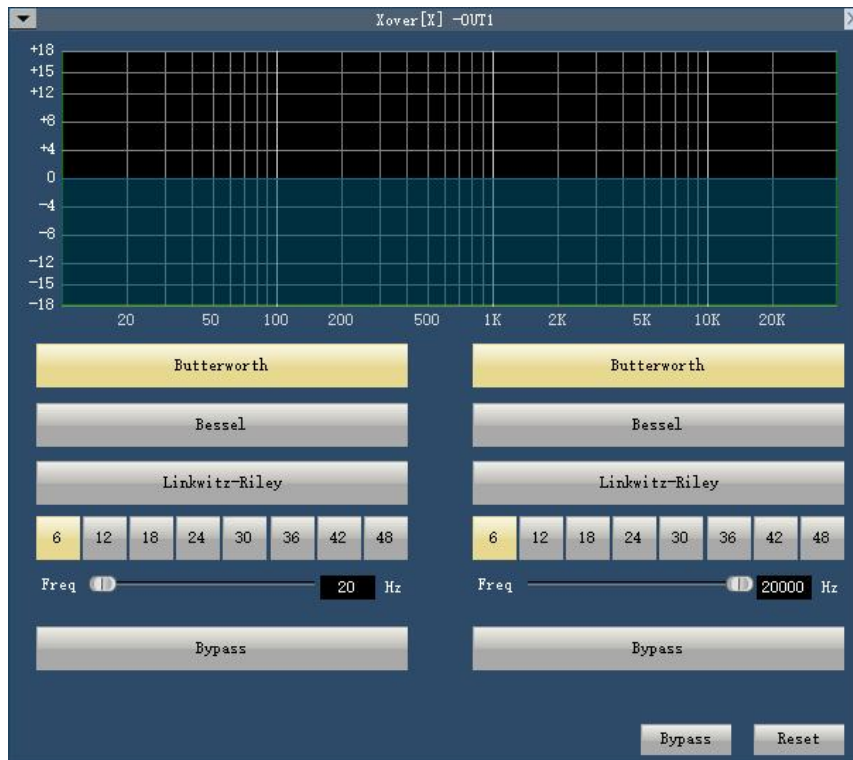 Xover[X] -OUT1
+18
+15
+12
+8
+4
0
-4
-8
-12
-15
-18
20 50 100 200 500 1K 2K 5K 10K 20K
Butterworth Butterworth
Bessel Bessel
Linkwitz-Riley Linkwitz-Riley
6 12 18 24 30 36 42 48 6 12 18 24 30 36 42 48
Freq 20 Hz Freq 20000 Hz
Bypass Bypass
Bypass Reset